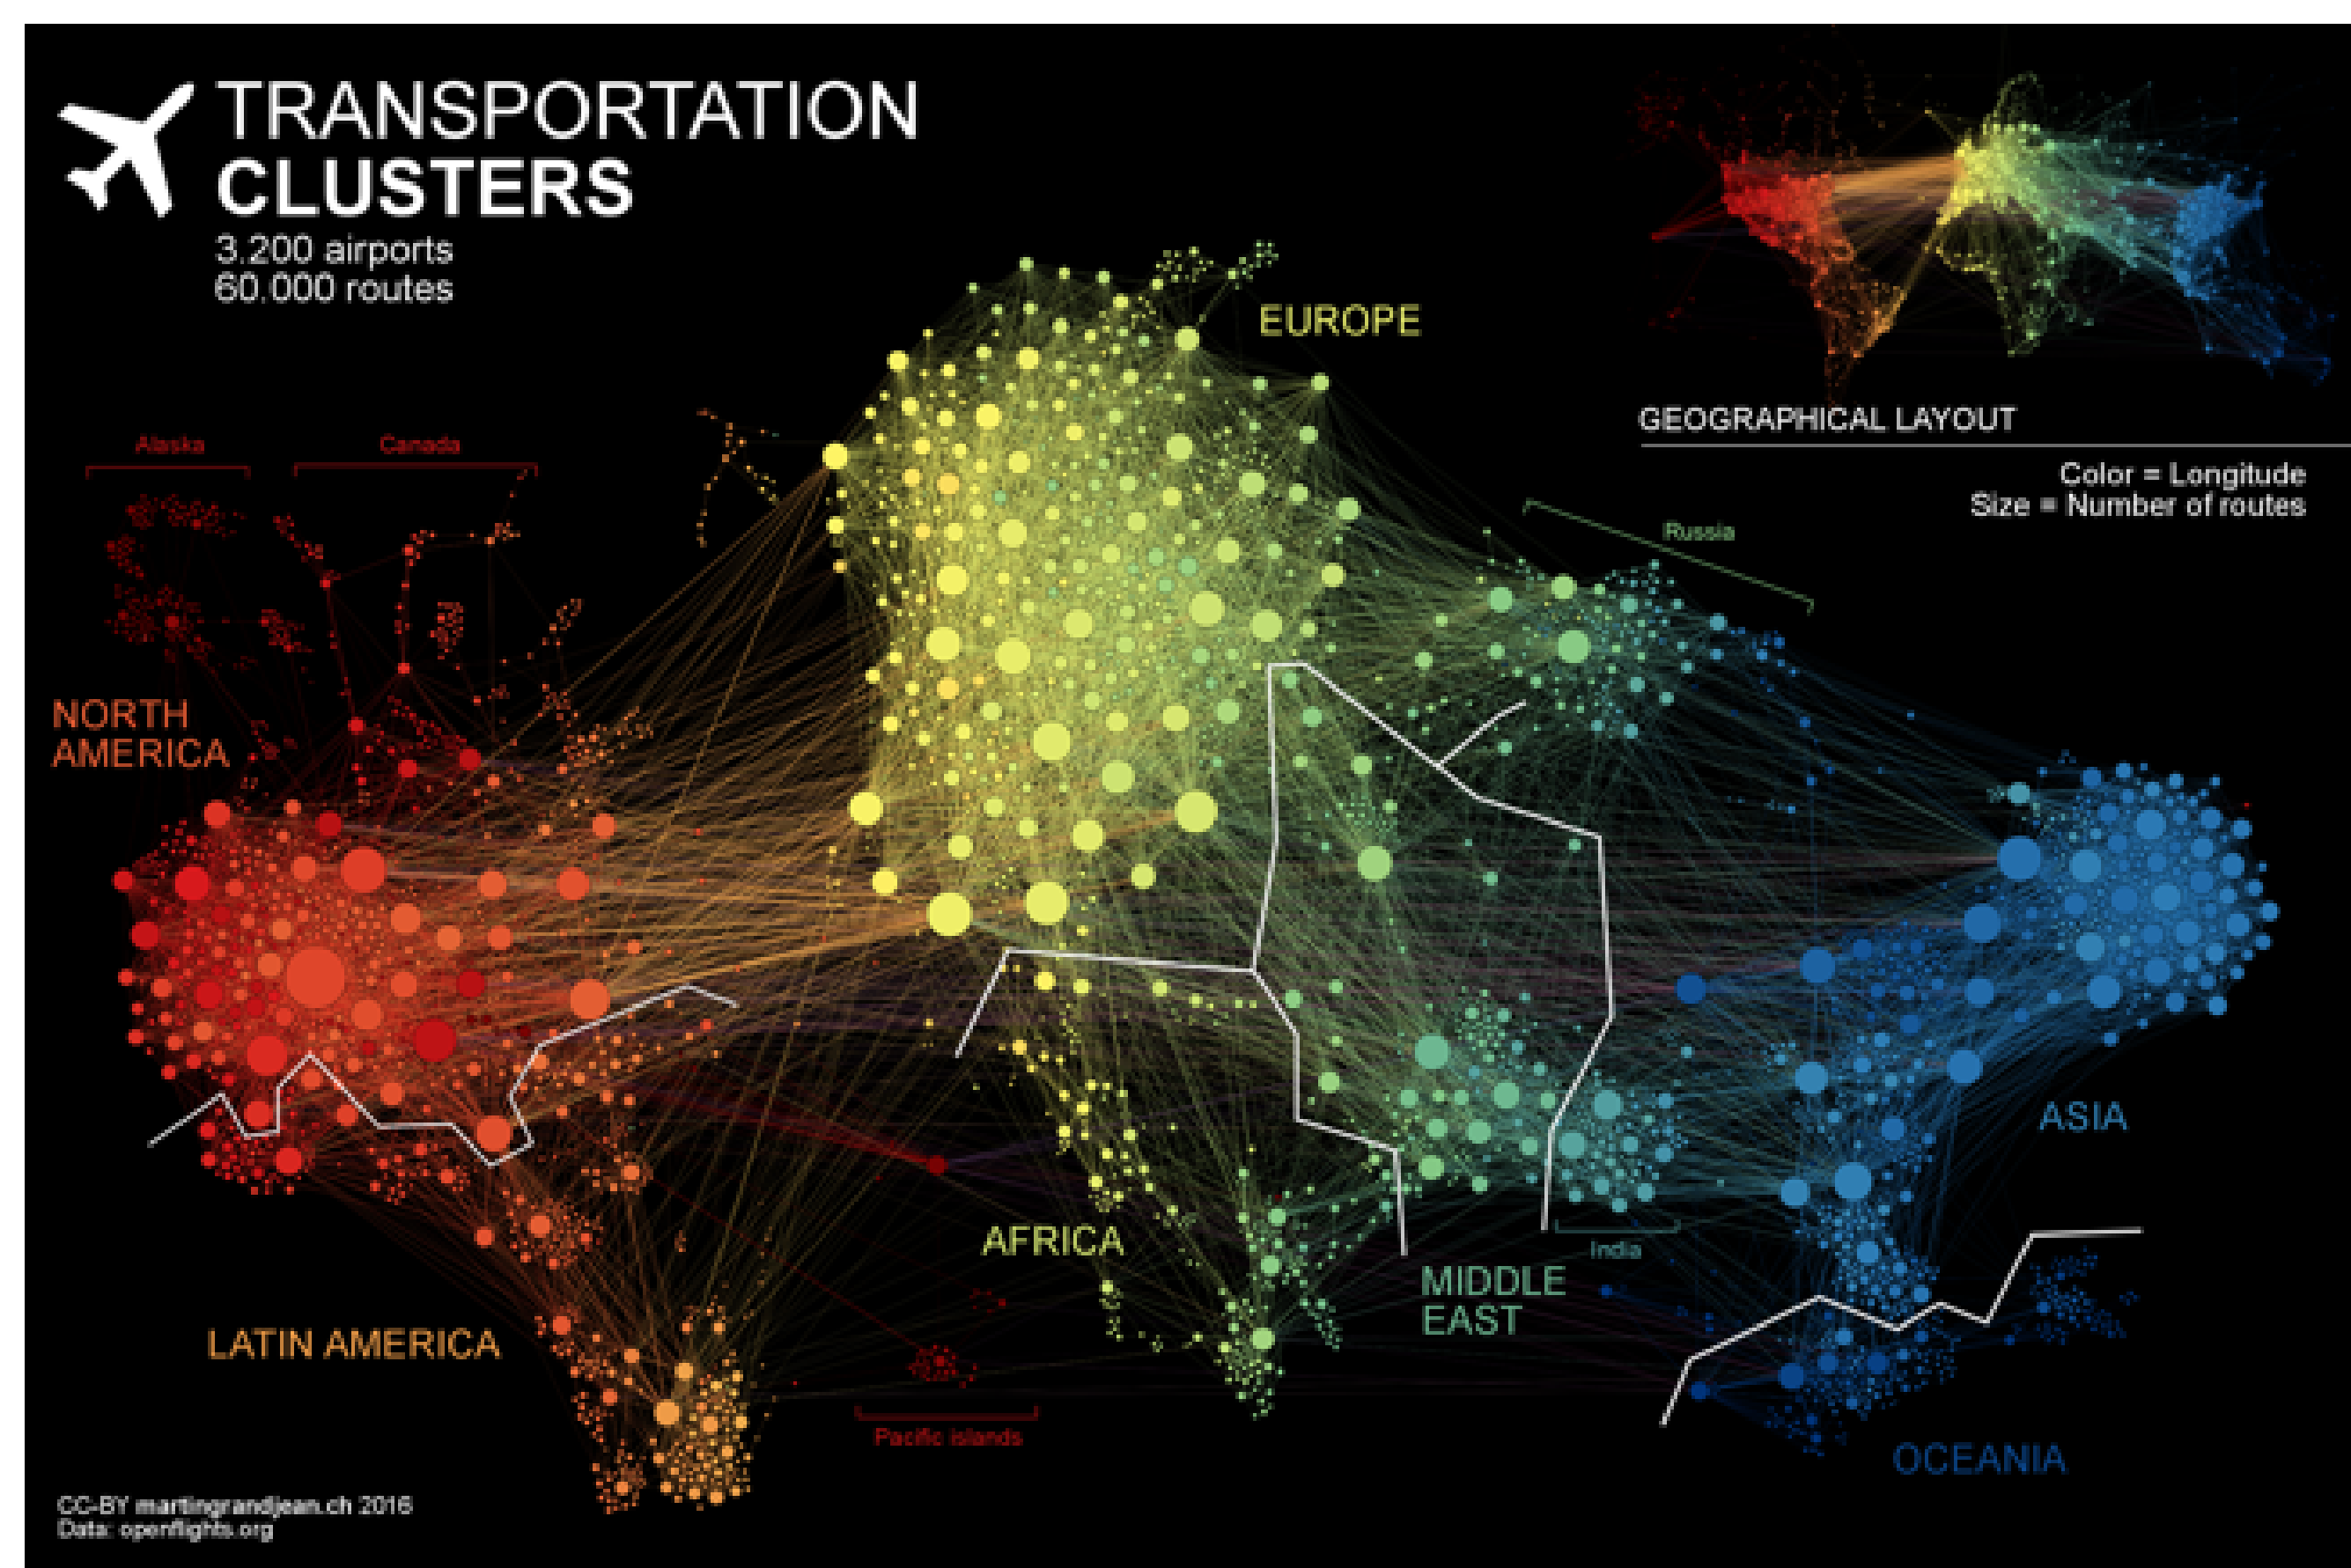 TRANSPORTATION
CLUSTERS
3.200 airports
60.000 routes
EUROPE
GEOGRAPHICAL LAYOUT
Color = Longitude
Size = Number of routes
Alaska
Canada
Russia
NORTH
AMERICA
ASIA
AFRICA
India
MIDDLE
EAST
LATIN AMERICA
Pacific islands
OCEANIA
CC-BY martingrandjean.ch 2016
Data: openflights.org